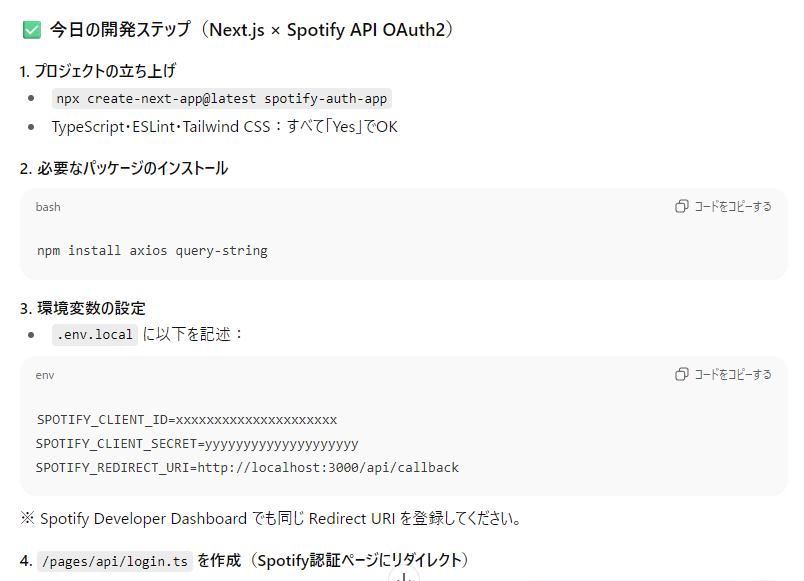 ✅ 今日の開発ステップ（Next.js × Spotify API OAuth2）
1. プロジェクトの立ち上げ
• npx create-next-app@latest spotify-auth-app
• TypeScript・ESLint・Tailwind CSS：すべて「Yes」でOK
2. 必要なパッケージのインストール
bash コードをコピーする
npm install axios query-string
3. 環境変数の設定
• .env.local に以下を記述：
env コードをコピーする
SPOTIFY_CLIENT_ID=xxxxxxxxxxxxxxxxxxxxx
SPOTIFY_CLIENT_SECRET=yyyyyyyyyyyyyyyyyyyy
SPOTIFY_REDIRECT_URI=http://localhost:3000/api/callback
※ Spotify Developer Dashboard でも同じ Redirect URI を登録してください。
4. /pages/api/login.ts を作成（Spotify認証ページにリダイレクト）